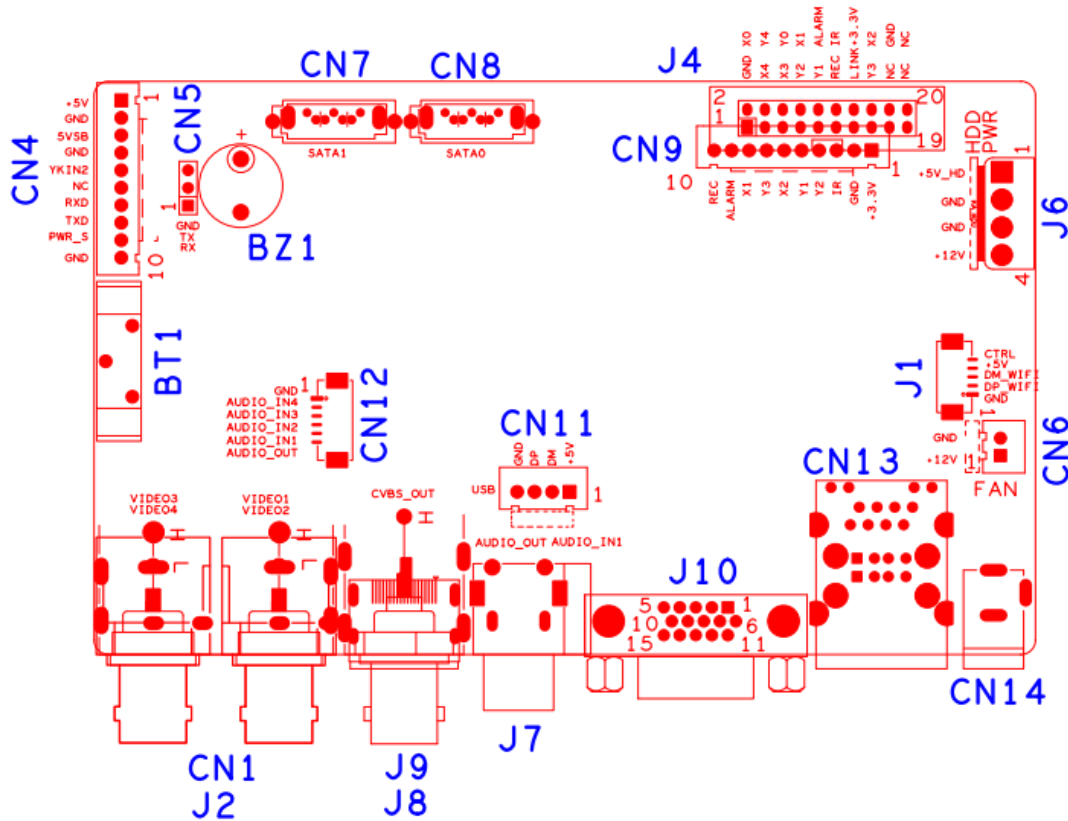 CN7
CN8
J4
GND X0
X4 Y4
X3 Y0
Y2 X1
Y1 ALARM
REC IR
LINK+3.3V
Y3 X2
NC GND
NC NC
2
1
20
19
CN9
10
1
REC
ALARM
X1
Y3
X2
Y1
Y2
IR
GND
+3.3V
HDD
PWR
1
+5V_HD
GND
GND
+12V
4
J6
CN4
+5V
GND
5VSB
GND
YKIN2
NC
RXD
TXD
PWR_S
GND
1
10
CN5
1
GND
TX
RX
+
BZ1
SATA1
SATA0
BT1
CN12
GND
1
AUDIO_IN4
AUDIO_IN3
AUDIO_IN2
AUDIO_IN1
AUDIO_OUT
CN11
GND
DP
DM
+5V
USB
1
J1
CTRL
+5V
DM_WIFI
DP_WIFI
GND
1
CN6
GND
+12V
1
FAN
CN13
VIDEO3
VIDEO4
H
L
VIDEO1
VIDEO2
H
L
CVBS_OUT
H
AUDIO_OUT AUDIO_IN1
J10
5
1
10
6
15
11
CN14
J7
CN1
J2
J9
J8